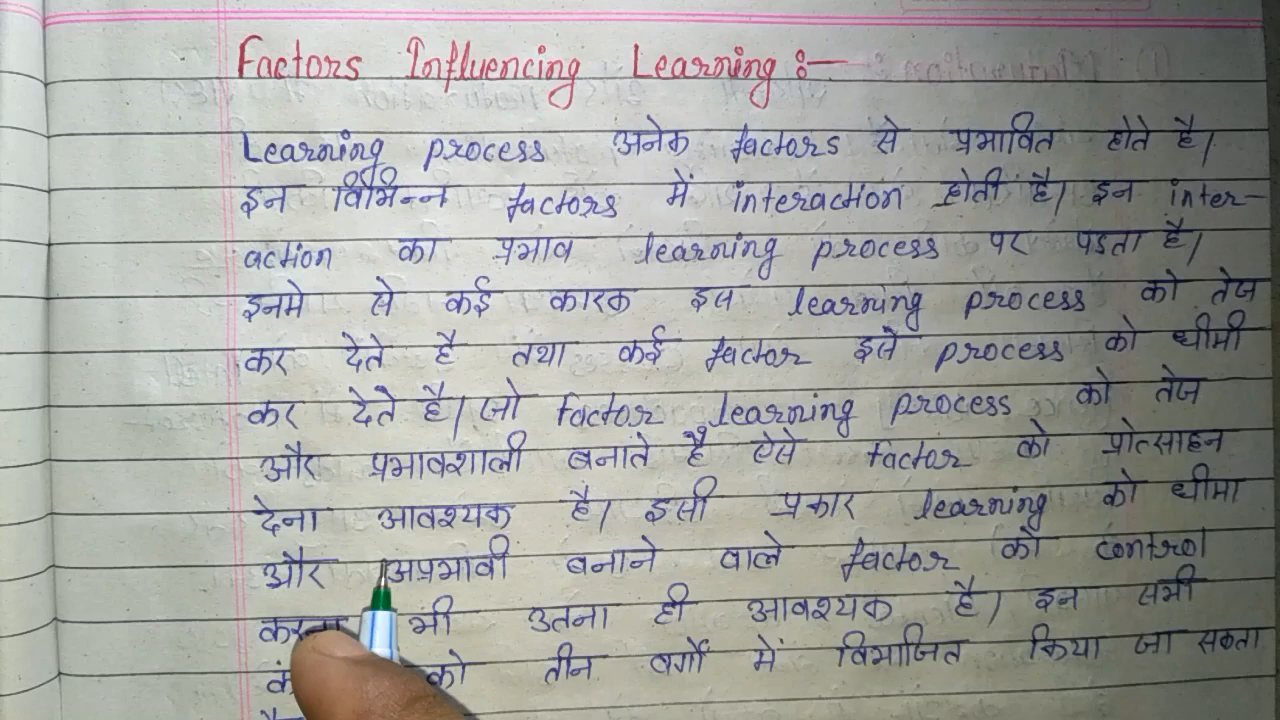 Factors Influencing Learning :-
Learning process अनेक factors से प्रभावित होते है।
इन विभिन्न factors में interaction होती है। इन inter-
action का प्रभाव learning process पर पडता है।
इनमे से कई कारक इस learning process को तेज
कर देते है तथा कई factor इसे process को धीमी
कर देते है। जो factor learning process को तेज
और प्रभावशाली बनाते है ऐसे factor को प्रोत्साहन
देना आवश्यक है। इसी प्रकार learning को धीमा
और अप्रभावी बनाने वाले factor को control
करना भी उतना ही आवश्यक है। इन सभी
को तीन वर्गों में विभाजित किया जा सकता